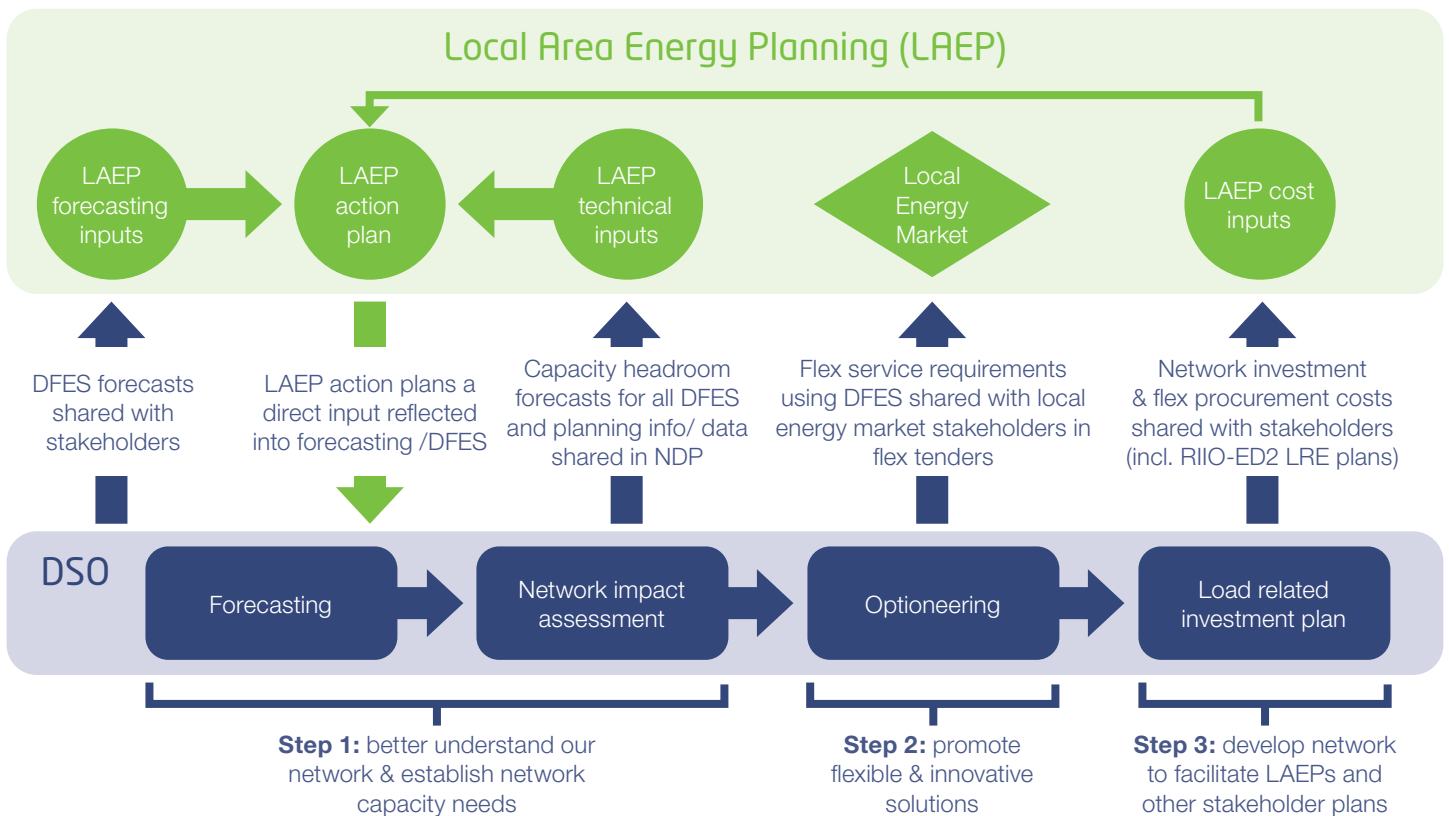 Local Area Energy Planning (LAEP)
LAEP
forecasting
inputs
LAEP
action
plan
LAEP
technical
inputs
Local
Energy
Market
LAEP cost
inputs
DFES forecasts
shared with
stakeholders
LAEP action plans a
direct input reflected
into forecasting /DFES
Capacity headroom
forecasts for all DFES
and planning info/ data
shared in NDP
Flex service requirements
using DFES shared with local
energy market stakeholders in
flex tenders
Network investment
& flex procurement costs
shared with stakeholders
(incl. RIIO-ED2 LRE plans)
DSO
Forecasting
Network impact
assessment
Optioneering
Load related
investment plan
Step 1: better understand our
network & establish network
capacity needs
Step 2: promote
flexible & innovative
solutions
Step 3: develop network
to facilitate LAEPs and
other stakeholder plans